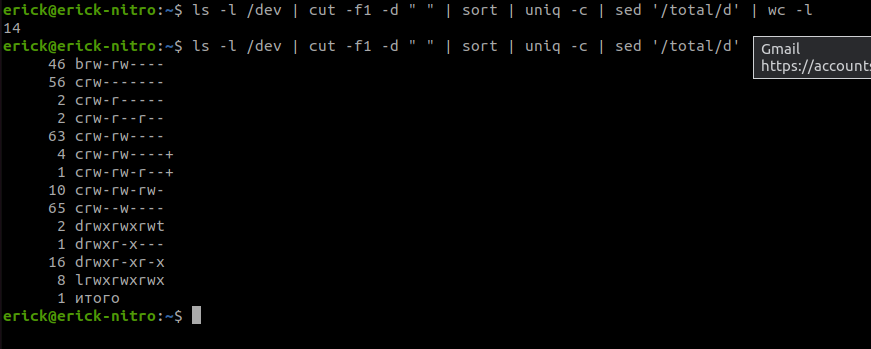 erick@erick-nitro:~$ ls -l /dev | cut -f1 -d " " | sort | uniq -c | sed '/total/d' | wc -l
14
erick@erick-nitro:~$ ls -l /dev | cut -f1 -d " " | sort | uniq -c | sed '/total/d'
Gmail
https://accounts
46 brw-rw----
56 crw-------
2 crw-r-----
2 crw-r--r--
63 crw-rw----
4 crw-rw----+
1 crw-rw-r--+
10 crw-rw-rw-
65 crw--w----
2 drwxrwxrwt
1 drwxr-x---
16 drwxr-xr-x
8 lrwxrwxrwx
1 итого
erick@erick-nitro:~$